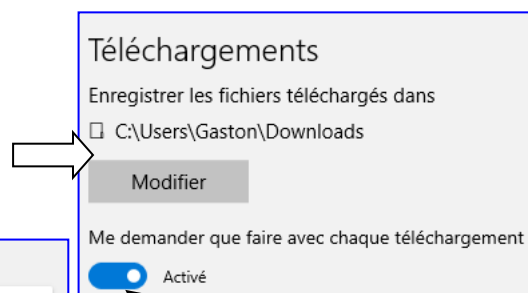 Téléchargements
Enregistrer les fichiers téléchargés dans
C:\Users\Gaston\Downloads
Modifier
Me demander que faire avec chaque téléchargement
Activé